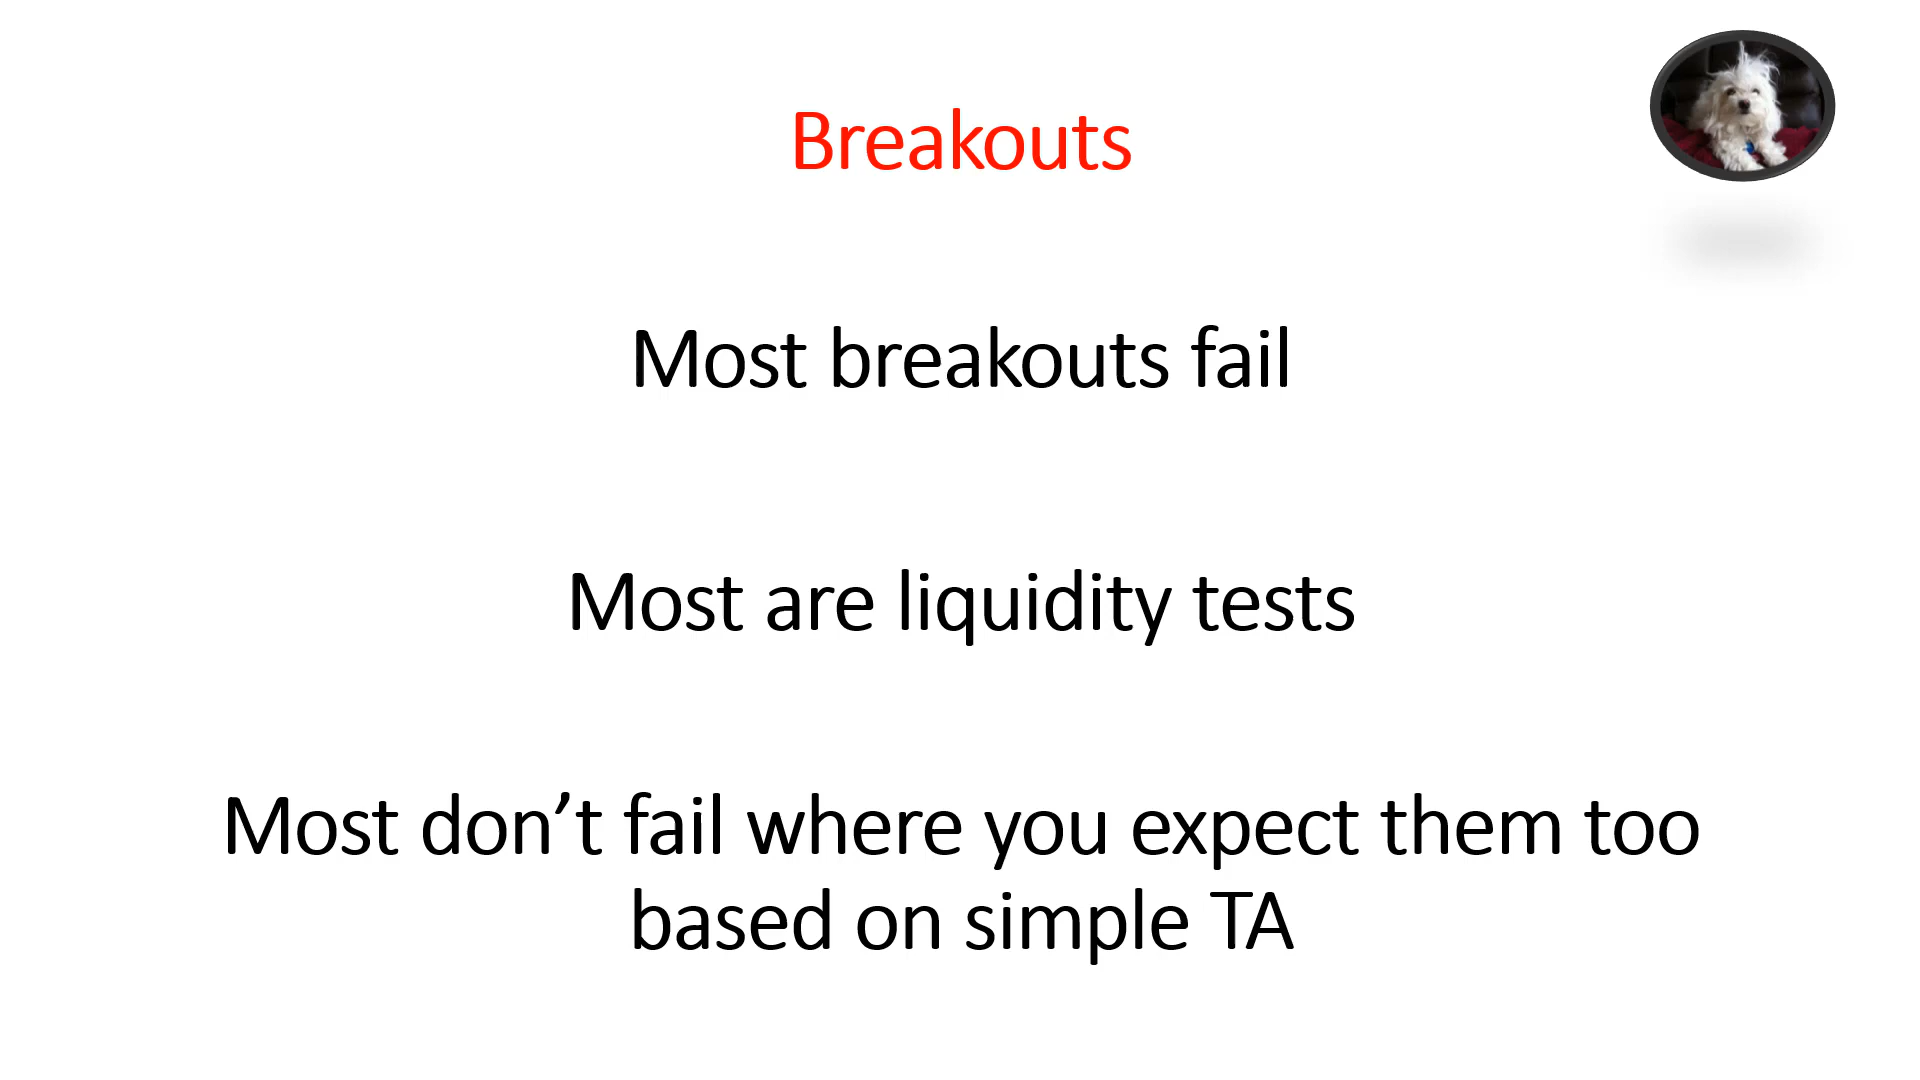 Breakouts
Most breakouts fail
Most are liquidity tests
Most don’t fail where you expect them too
based on simple TA